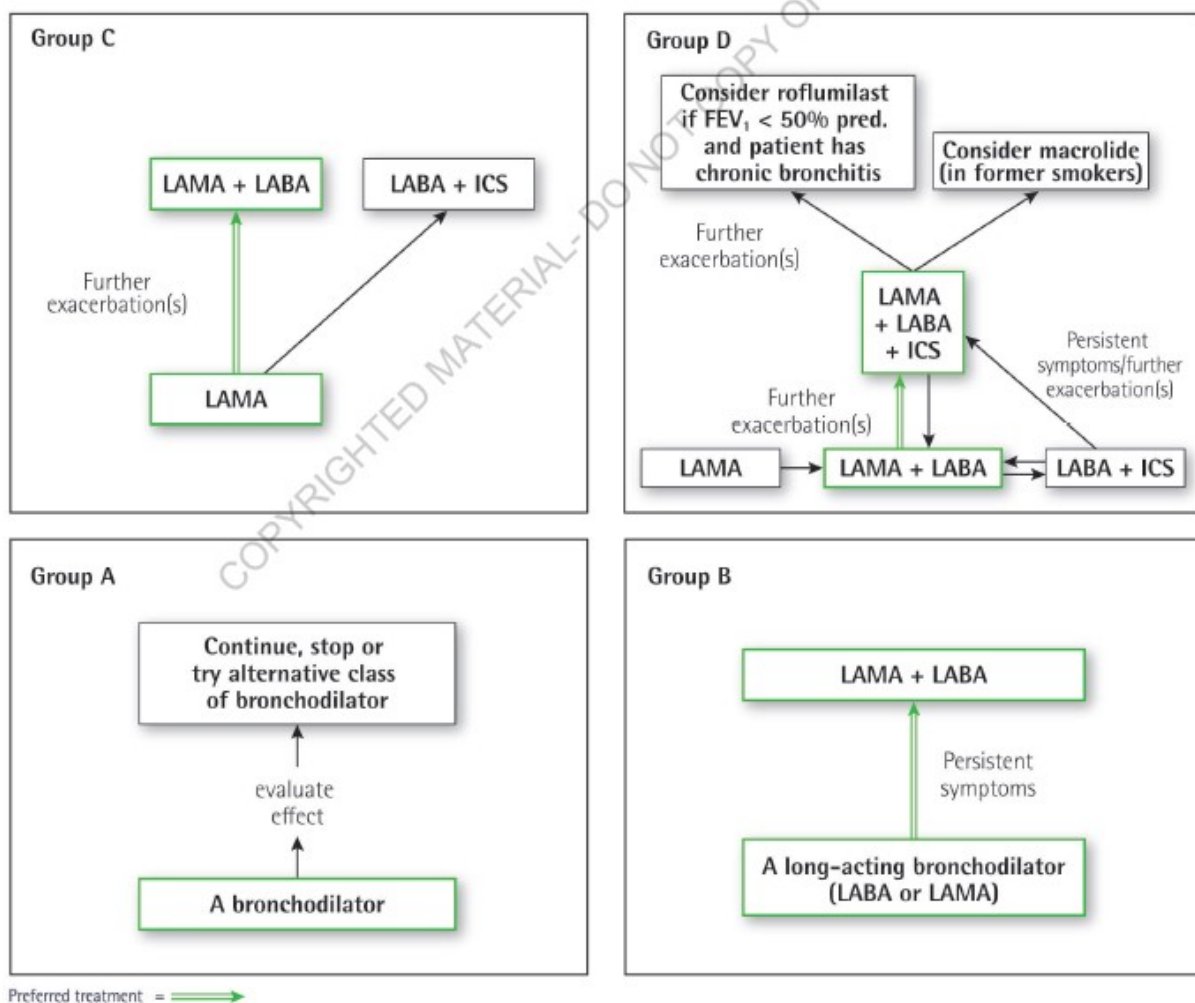 Group C
LAMA + LABA
LABA + ICS
Further
exacerbation(s)
LAMA
Group D
Consider roflumilast
if FEV₁ < 50% pred.
and patient has
chronic bronchitis
Consider macrolide
(in former smokers)
Further
exacerbation(s)
LAMA
+ LABA
+ ICS
Persistent
symptoms/further
exacerbation(s)
Further
exacerbation(s)
LAMA
LAMA + LABA
LABA + ICS
Group A
Continue, stop or
try alternative class
of bronchodilator
evaluate
effect
A bronchodilator
Group B
LAMA + LABA
Persistent
symptoms
A long-acting bronchodilator
(LABA or LAMA)
Preferred treatment =
COPYRIGHTED MATERIAL- DO NOT COPY